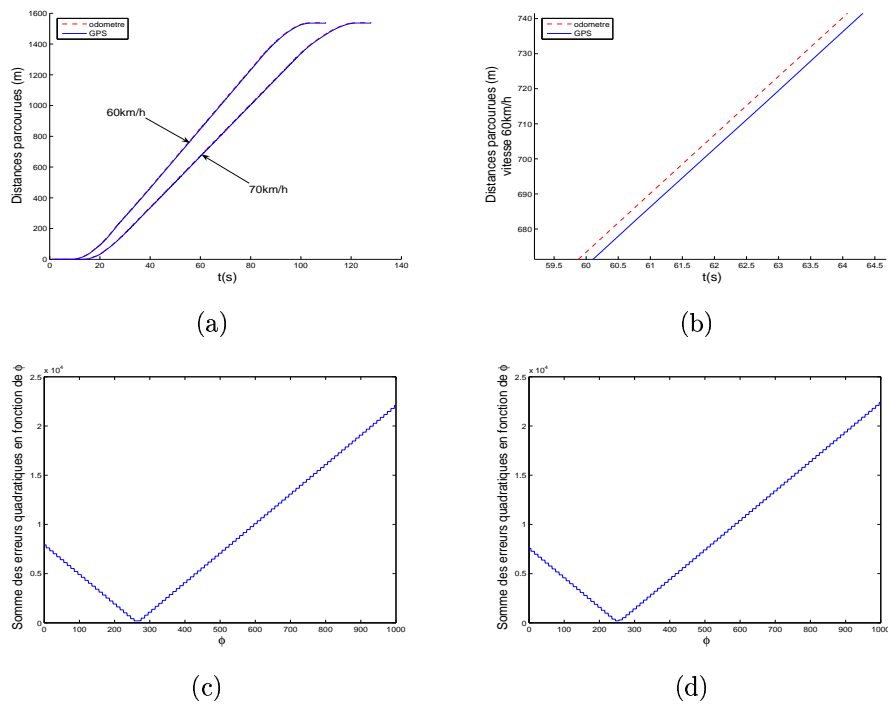 odometre
GPS
Distances parcourues (m)
1600
1400
1200
1000
800
600
400
200
0
60km/h
70km/h
0 20 40 60 80 100 120 140
t(s)
(a)
odometre
GPS
Distances parcourues (m)
vitesse 60km/h
740
730
720
710
700
690
680
59.5 60 60.5 61 61.5 62 62.5 63 63.5 64 64.5
t(s)
(b)
Somme des erreurs quadratiques en fonction de ϕ
x 10⁴
2.5
2
1.5
1
0.5
0
0 100 200 300 400 500 600 700 800 900 1000
ϕ
(c)
Somme des erreurs quadratiques en fonction de ϕ
x 10⁴
2.5
2
1.5
1
0.5
0
0 100 200 300 400 500 600 700 800 900 1000
ϕ
(d)